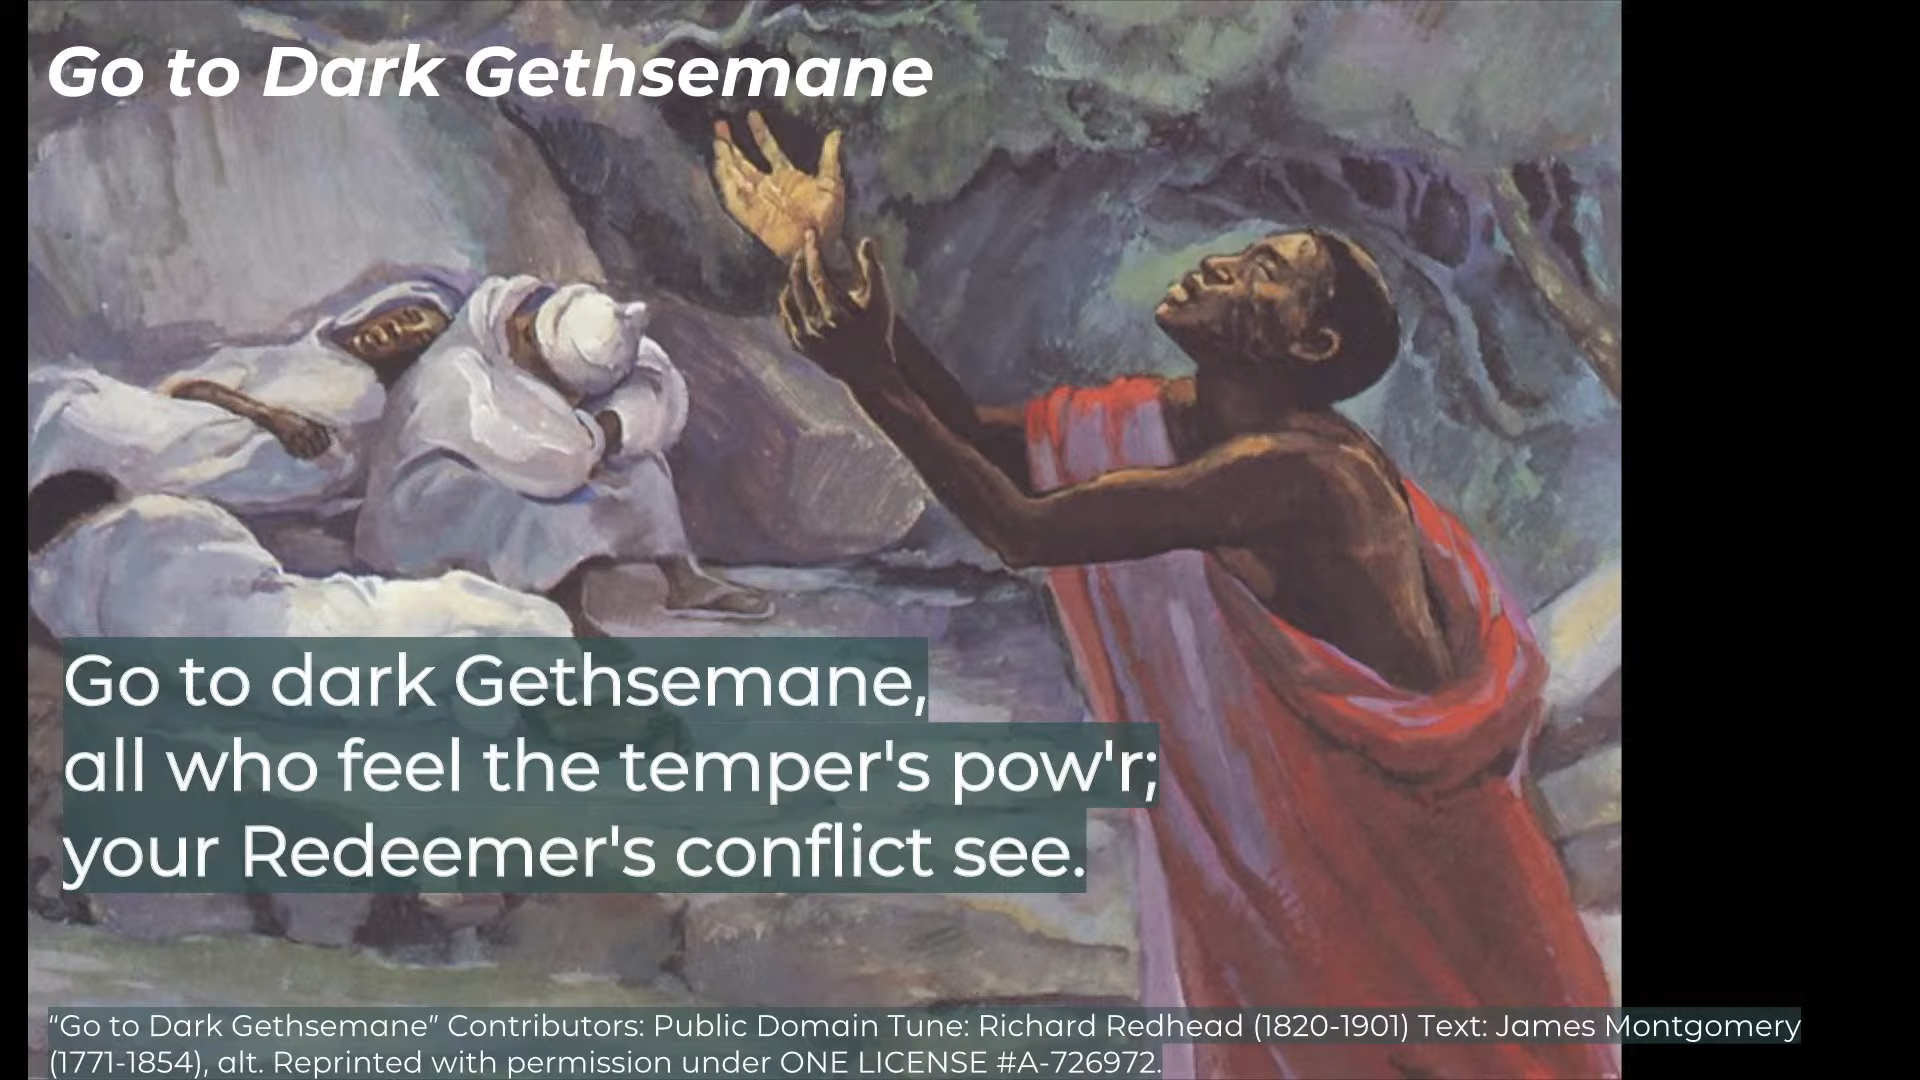 Go to Dark Gethsemane
Go to dark Gethsemane,
all who feel the temper's pow'r;
your Redeemer's conflict see.
“Go to Dark Gethsemane” Contributors: Public Domain Tune: Richard Redhead (1820-1901) Text: James Montgomery
(1771-1854), alt. Reprinted with permission under ONE LICENSE #A-726972.